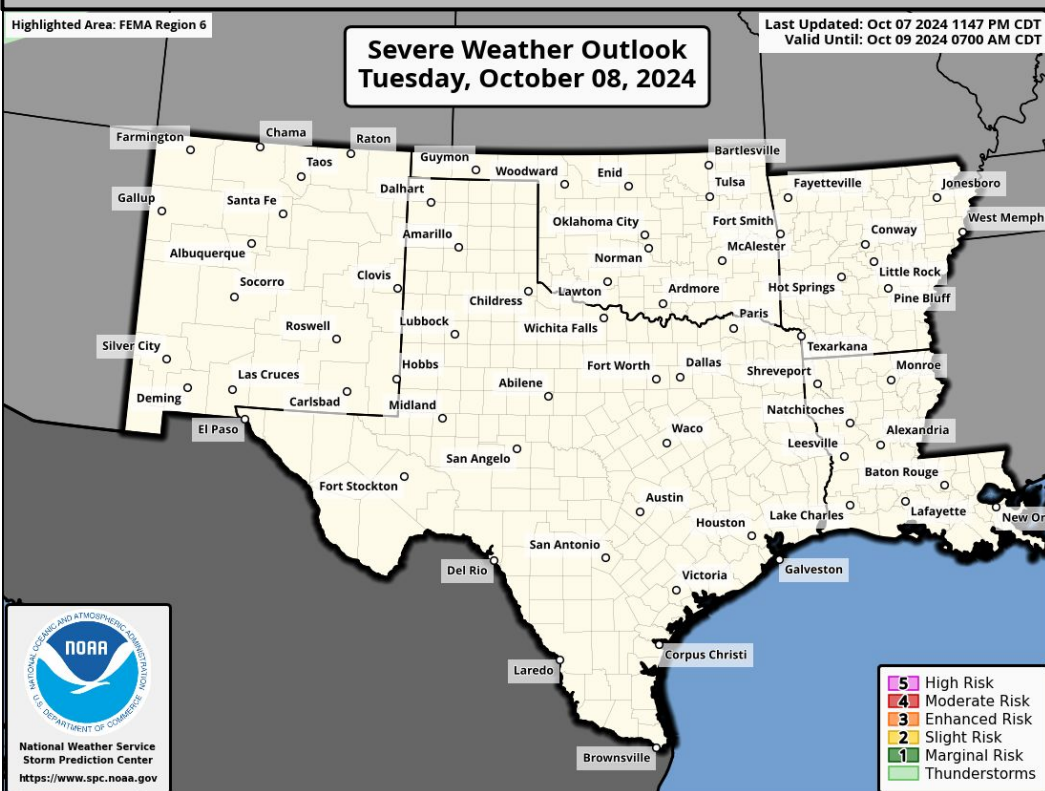 Highlighted Area: FEMA Region 6
Severe Weather Outlook
Tuesday, October 08, 2024
Last Updated: Oct 07 2024 1147 PM CDT
Valid Until: Oct 09 2024 0700 AM CDT
Farmington
Chama
Raton
Taos
Guymon
Woodward
Enid
Bartlesville
Tulsa
Fayetteville
Jonesboro
Gallup
Santa Fe
Dalhart
Oklahoma City
Fort Smith
West Memph
Albuquerque
Amarillo
Norman
McAlester
Conway
Socorro
Clovis
Childress
Lawton
Ardmore
Hot Springs
Little Rock
Pine Bluff
Roswell
Lubbock
Wichita Falls
Paris
Texarkana
Silver City
Hobbs
Fort Worth
Dallas
Shreveport
Monroe
Deming
Las Cruces
Carlsbad
Midland
Abilene
Natchitoches
El Paso
San Angelo
Waco
Leesville
Alexandria
Fort Stockton
Austin
Baton Rouge
Houston
Lake Charles
Lafayette
New Or
Del Rio
San Antonio
Galveston
Victoria
Laredo
Corpus Christi
Brownsville
NATIONAL OCEANIC AND ATMOSPHERIC ADMINISTRATION
NOAA
U.S. DEPARTMENT OF COMMERCE
National Weather Service
Storm Prediction Center
https://www.spc.noaa.gov
5 High Risk
4 Moderate Risk
3 Enhanced Risk
2 Slight Risk
1 Marginal Risk
Thunderstorms